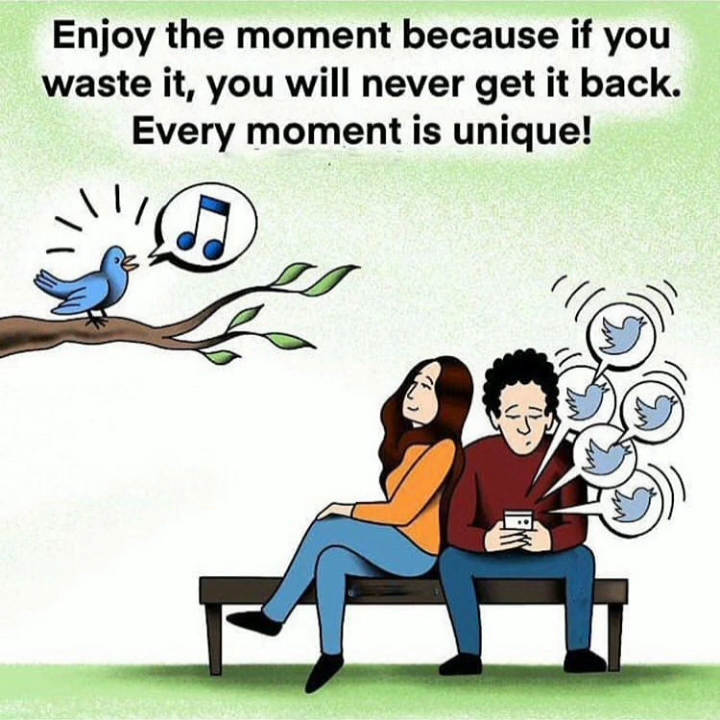 Enjoy the moment because if you
waste it, you will never get it back.
Every moment is unique!